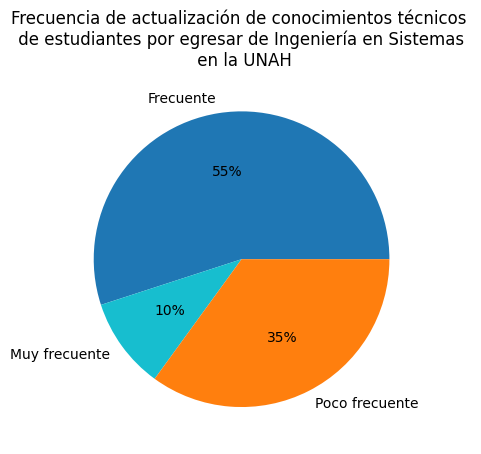 Frecuencia de actualización de conocimientos técnicos
de estudiantes por egresar de Ingeniería en Sistemas
en la UNAH
Frecuente
55%
10%
35%
Muy frecuente
Poco frecuente